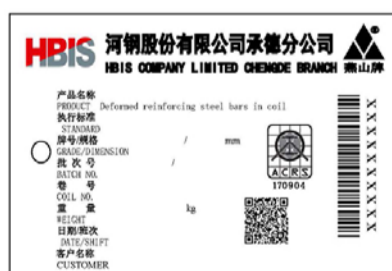 HBIS 河钢股份有限公司承德分公司
HBIS COMPANY LIMITED CHENGDE BRANCH 燕山牌
产品名称
PRODUCT Deformed reinforcing steel bars in coil
执行标准
STANDARD
牌号/规格 / mm
GRADE/DIMENSION
批次号 /
BATCH NO.
卷 号
COIL NO.
重 量 kg
WEIGHT
日期/班次
DATE/SHIFT
客户名称
CUSTOMER
ACRS
170904
XXXXXXXXXX